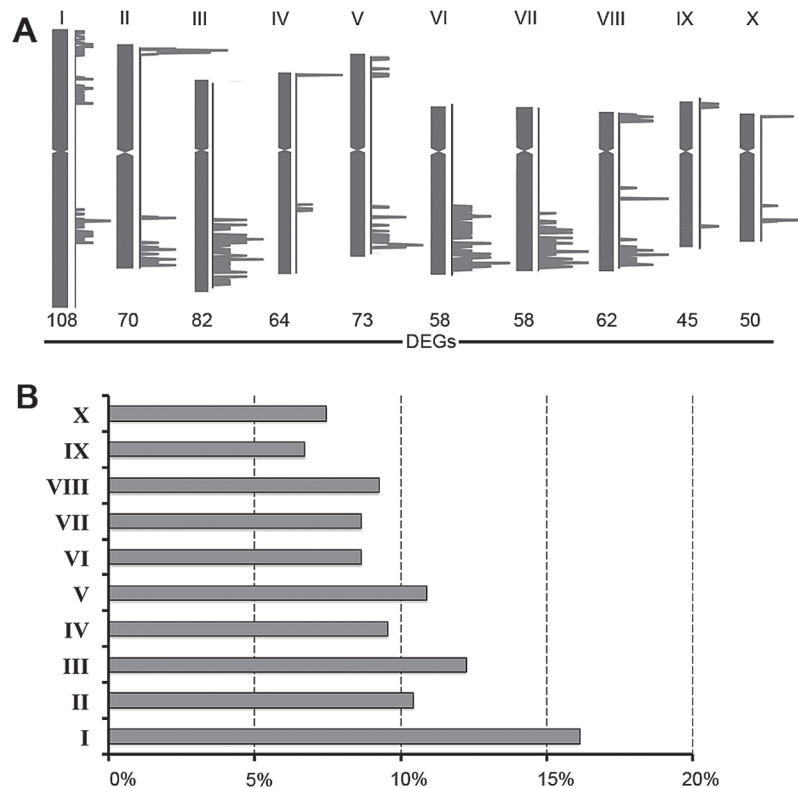 A
I II III IV V VI VII VIII IX X
108 70 82 64 73 58 58 62 45 50
DEGs
B
X
IX
VIII
VII
VI
V
IV
III
II
I
0% 5% 10% 15% 20%